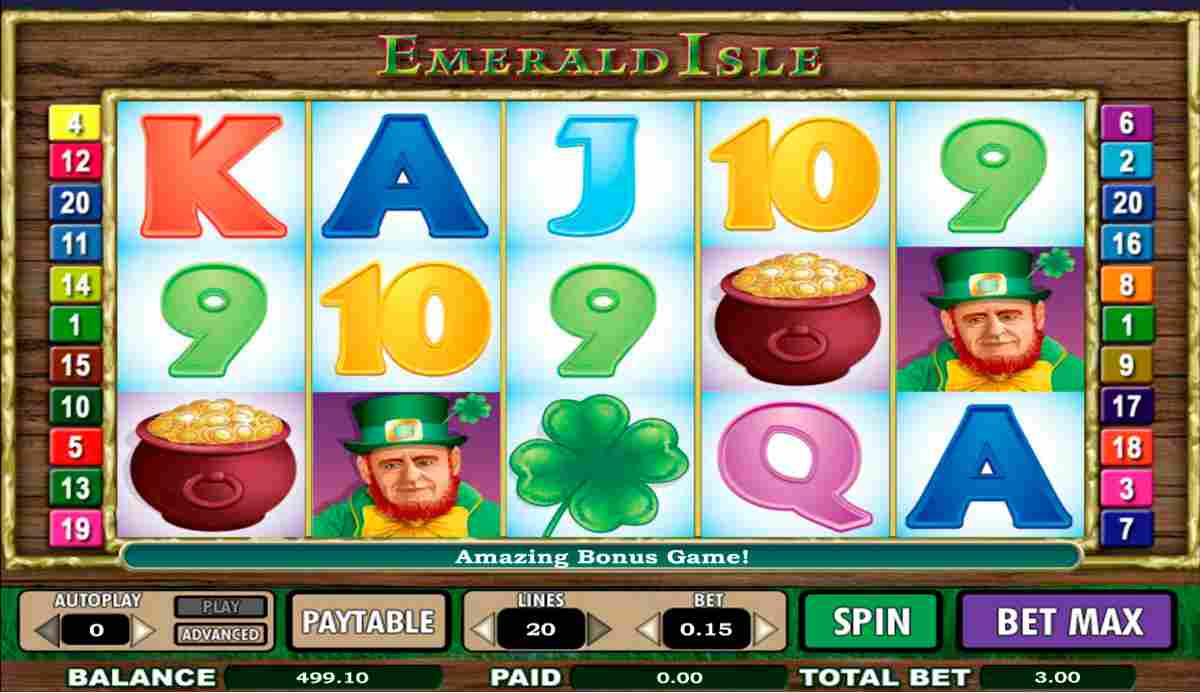 EMERALD ISLE
4 K A J 10 9 6
12 2
20 20
11 16
14 9 10 9 8
1 1
15 9
10 17
5 Q A 18
13 3
19 7
Amazing Bonus Game!
AUTOPLAY PLAY LINES BET
0 ADVANCED PAYTABLE 20 0.15 SPIN BET MAX
BALANCE 499.10 PAID 0.00 TOTAL BET 3.00